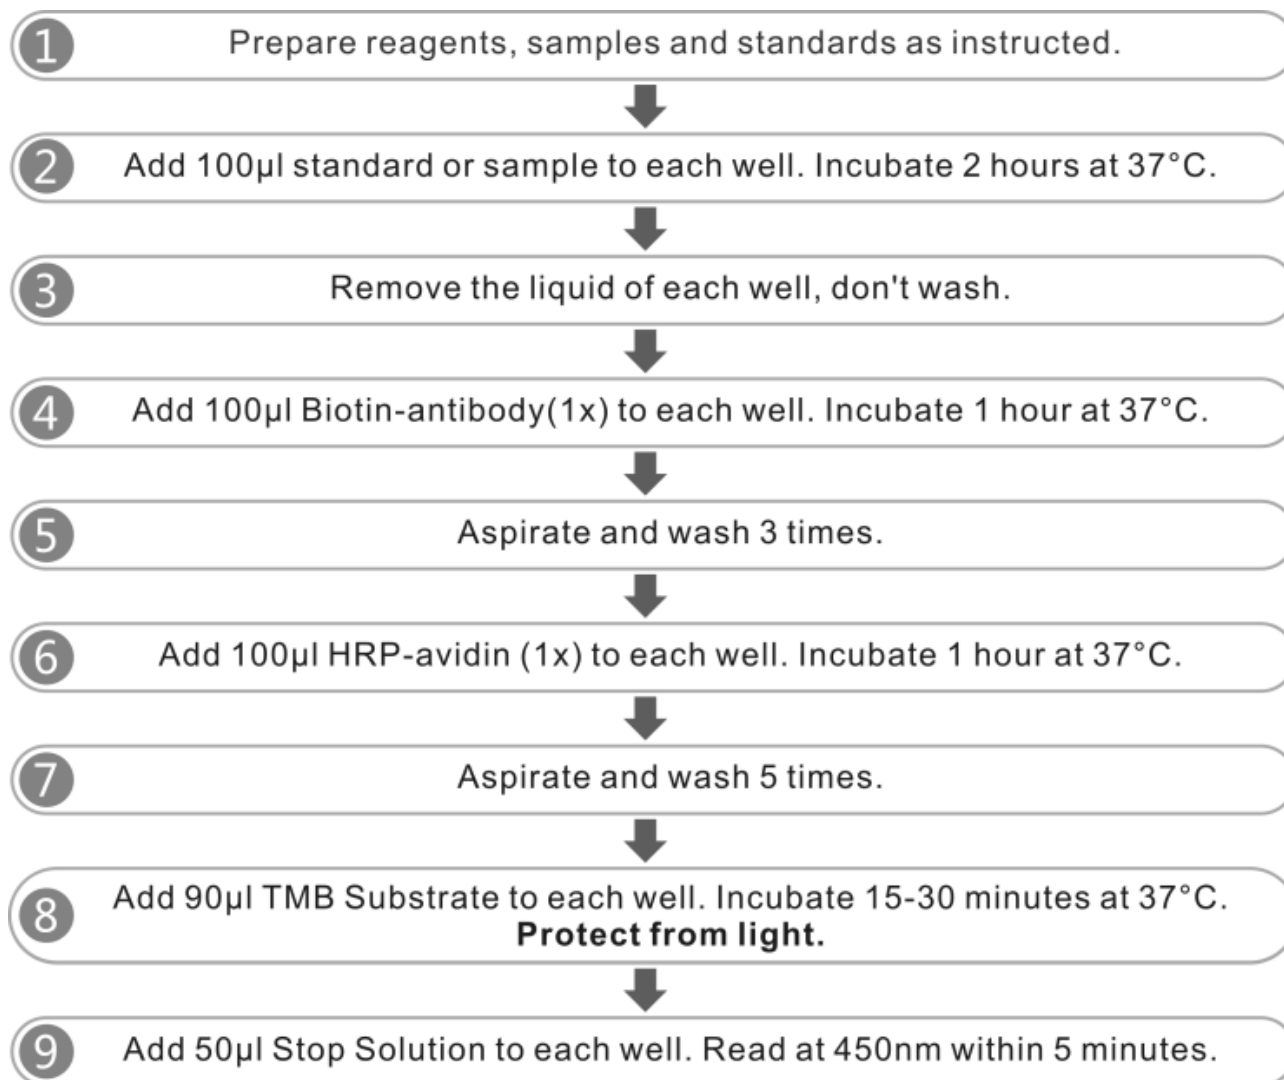 1 Prepare reagents, samples and standards as instructed.
2 Add 100µl standard or sample to each well. Incubate 2 hours at 37°C.
3 Remove the liquid of each well, don't wash.
4 Add 100µl Biotin-antibody(1x) to each well. Incubate 1 hour at 37°C.
5 Aspirate and wash 3 times.
6 Add 100µl HRP-avidin (1x) to each well. Incubate 1 hour at 37°C.
7 Aspirate and wash 5 times.
8 Add 90µl TMB Substrate to each well. Incubate 15-30 minutes at 37°C.
Protect from light.
9 Add 50µl Stop Solution to each well. Read at 450nm within 5 minutes.